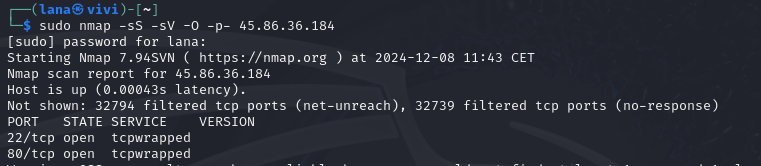 ┌──(lana㉿vivi)-[~]
└─$ sudo nmap -sS -sV -O -p- 45.86.36.184
[sudo] password for lana:
Starting Nmap 7.94SVN ( https://nmap.org ) at 2024-12-08 11:43 CET
Nmap scan report for 45.86.36.184
Host is up (0.00043s latency).
Not shown: 32794 filtered tcp ports (net-unreach), 32739 filtered tcp ports (no-response)
PORT   STATE SERVICE    VERSION
22/tcp open  tcpwrapped
80/tcp open  tcpwrapped